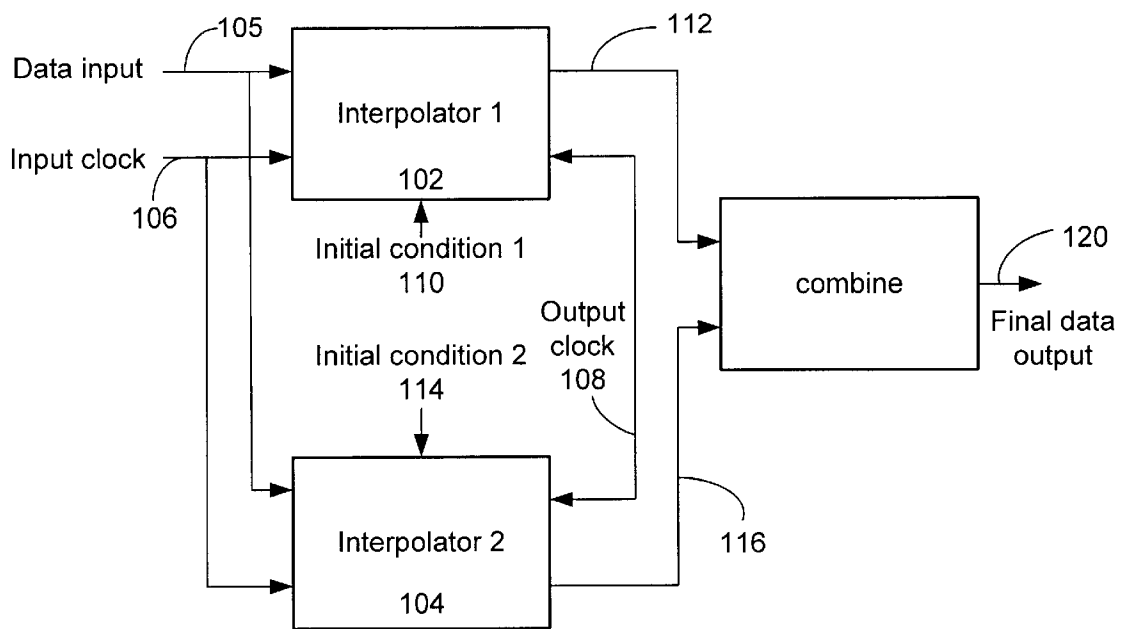 105
112
Data input
Interpolator 1
Input clock
102
106
Initial condition 1
110
120
combine
Output
clock
108
Final data
output
Initial condition 2
114
Interpolator 2
116
104